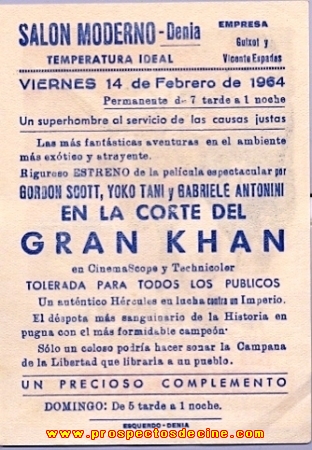 SALON MODERNO - Denia
EMPRESA
Guixot y
Vicente Espasas
TEMPERATURA IDEAL
VIERNES 14 de Febrero de 1964
Permanente de 7 tarde a 1 noche
Un superhombre al servicio de las causas justas
Las más fantásticas aventuras en el ambiente
más exótico y atrayente.
Riguroso ESTRENO de la película espectacular por
GORDON SCOTT, YOKO TANI y GABRIELE ANTONINI
EN LA CORTE DEL
GRAN KHAN
en CinemaScope y Technicolor
TOLERADA PARA TODOS LOS PUBLICOS
Un auténtico Hércules en lucha contra un Imperio.
El déspota más sanguinario de la Historia en
pugna con el más formidable campeón.
Sólo un coloso podría hacer sonar la Campana
de la Libertad que libraría a un pueblo.
UN PRECIOSO COMPLEMENTO
DOMINGO: De 5 tarde a 1 noche.
ESQUERDO-DENIA
www.prospectosdecine.com